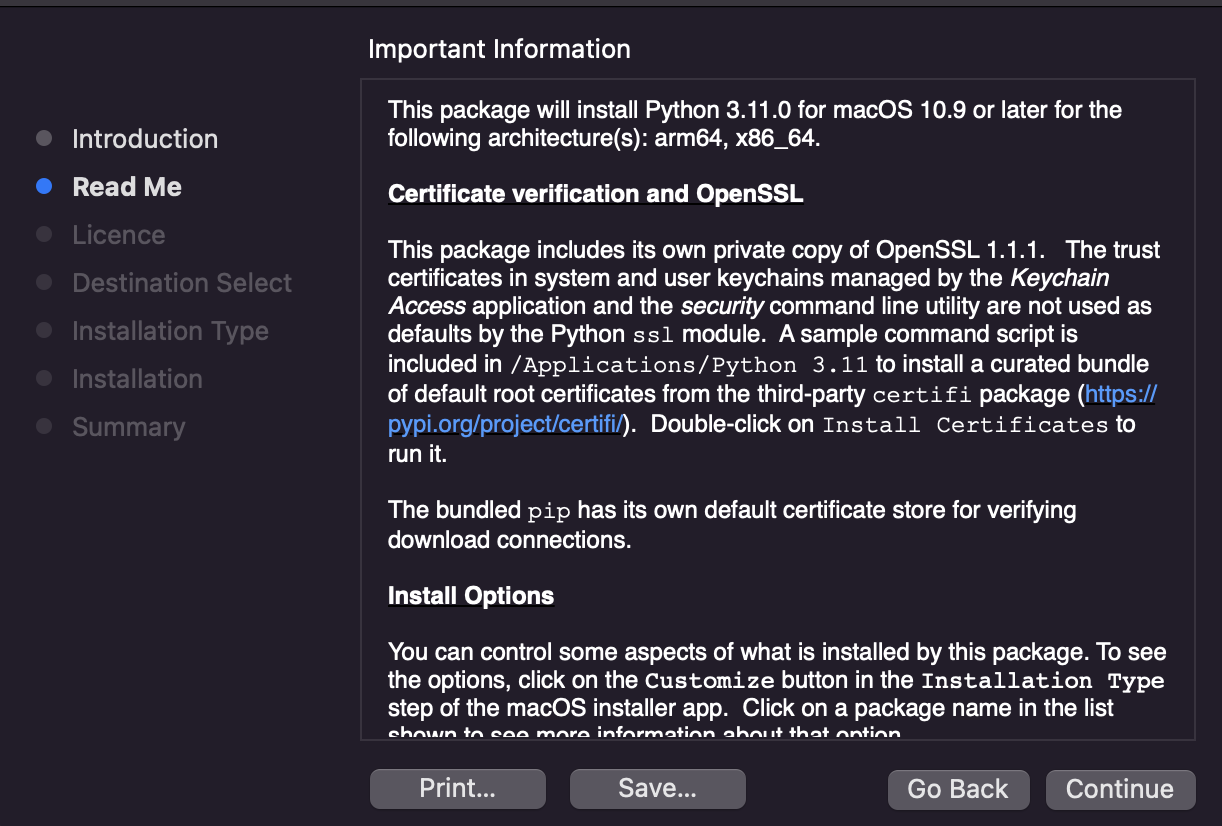 Important Information
Introduction
Read Me
Licence
Destination Select
Installation Type
Installation
Summary
This package will install Python 3.11.0 for macOS 10.9 or later for the
following architecture(s): arm64, x86_64.
Certificate verification and OpenSSL
This package includes its own private copy of OpenSSL 1.1.1.   The trust
certificates in system and user keychains managed by the Keychain
Access application and the security command line utility are not used as
defaults by the Python ssl module.  A sample command script is
included in /Applications/Python 3.11 to install a curated bundle
of default root certificates from the third-party certifi package (https://
pypi.org/project/certifi/).  Double-click on Install Certificates to
run it.
The bundled pip has its own default certificate store for verifying
download connections.
Install Options
You can control some aspects of what is installed by this package. To see
the options, click on the Customize button in the Installation Type
step of the macOS installer app.  Click on a package name in the list
shown to see more information about that option.
Print...
Save...
Go Back
Continue